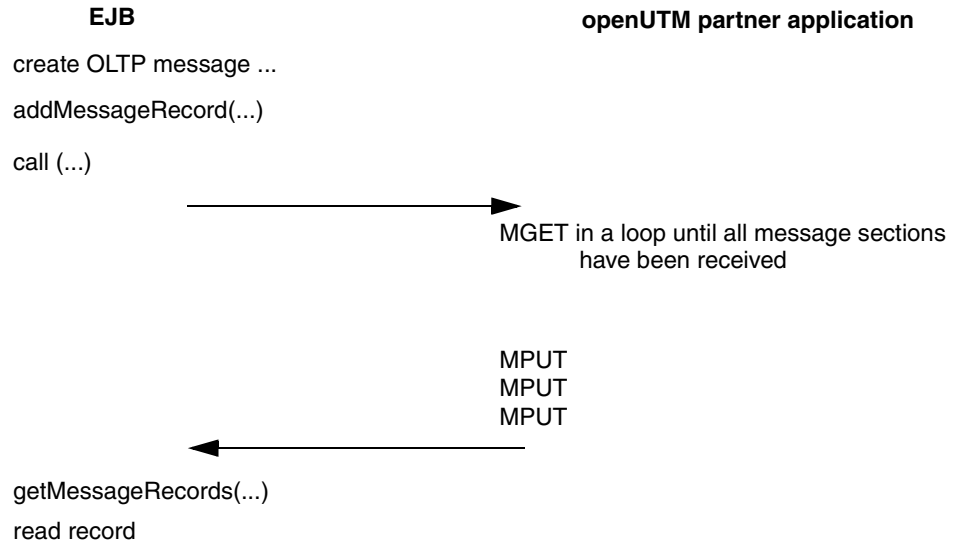 EJB
openUTM partner application
create OLTP message ...
addMessageRecord(...)
call (...)
MGET in a loop until all message sections
have been received
MPUT
MPUT
MPUT
getMessageRecords(...)
read record